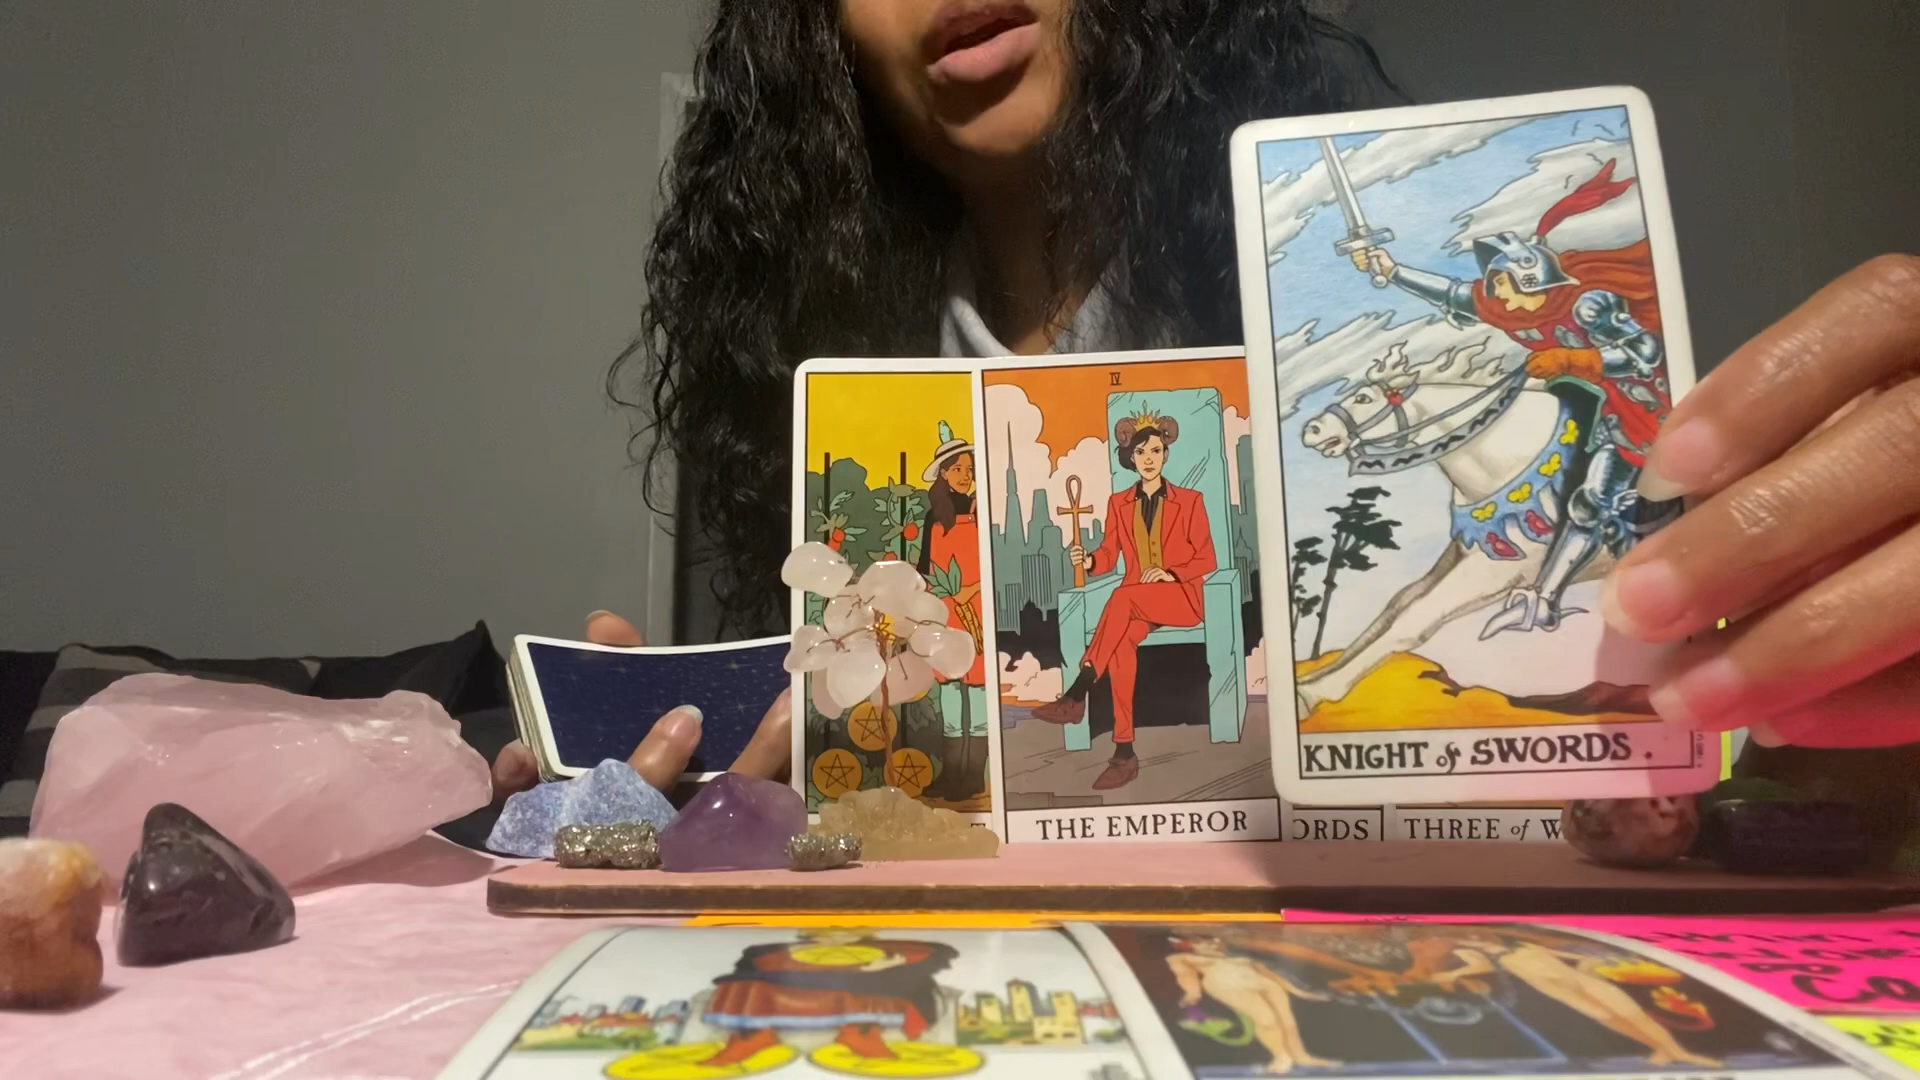 IV
KNIGHT of SWORDS.
THE EMPEROR
ORDS
THREE of W